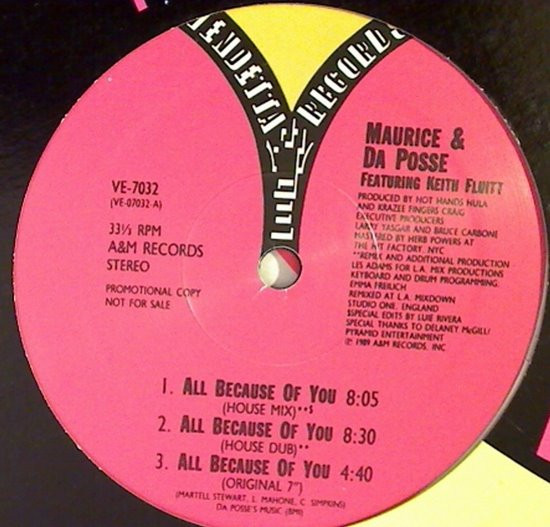 VENDETTA RECORDS
VE-7032
(VE-07032-A)
33⅓ RPM
A&M RECORDS
STEREO
PROMOTIONAL COPY
NOT FOR SALE
MAURICE &
DA POSSE
FEATURING KEITH FLUITT
PRODUCED BY HOT HANDS HULA
AND KRAZEE FINGERS CRAIG
EXECUTIVE PRODUCERS
LARRY YASGAR AND BRUCE CARBONE
MASTERED BY HERB POWERS AT
THE HIT FACTORY, NYC
**REMIX AND ADDITIONAL PRODUCTION
LES ADAMS FOR L.A. MIX PRODUCTIONS
KEYBOARD AND DRUM PROGRAMMING:
EMMA FREILICH
REMIXED AT L.A. MIXDOWN
STUDIO ONE, ENGLAND
$SPECIAL EDITS BY LUIE RIVERA
SPECIAL THANKS TO DELANEY McGILL/
PYRAMID ENTERTAINMENT
℗ 1989 A&M RECORDS, INC
1. ALL BECAUSE OF YOU 8:05
(HOUSE MIX)**$
2. ALL BECAUSE OF YOU 8:30
(HOUSE DUB)**
3. ALL BECAUSE OF YOU 4:40
(ORIGINAL 7")
(MARTELL STEWART, L. MAHONE, C. SIMPKINS)
DA POSSE'S MUSIC (BMI)